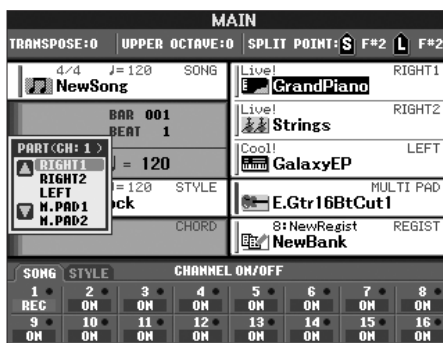 MAIN
TRANSPOSE:0 UPPER OCTAVE:0 SPLIT POINT: S F#2 L F#2
4/4 ♩=120 SONG
NewSong
Live! RIGHT1
GrandPiano
BAR 001
BEAT 1
Live! RIGHT2
Strings
PART(CH: 1 )
RIGHT1
RIGHT2
LEFT
M.PAD1
M.PAD2
♩ = 120
Cool! LEFT
GalaxyEP
=120 STYLE
ck
MULTI PAD
E.Gtr16BtCut1
CHORD
8:NewRegist REGIST
NewBank
SONG STYLE CHANNEL ON/OFF
1 2 3 4 5 6 7 8
REC ON ON ON ON ON ON ON
9 10 11 12 13 14 15 16
ON ON ON ON ON ON ON ON